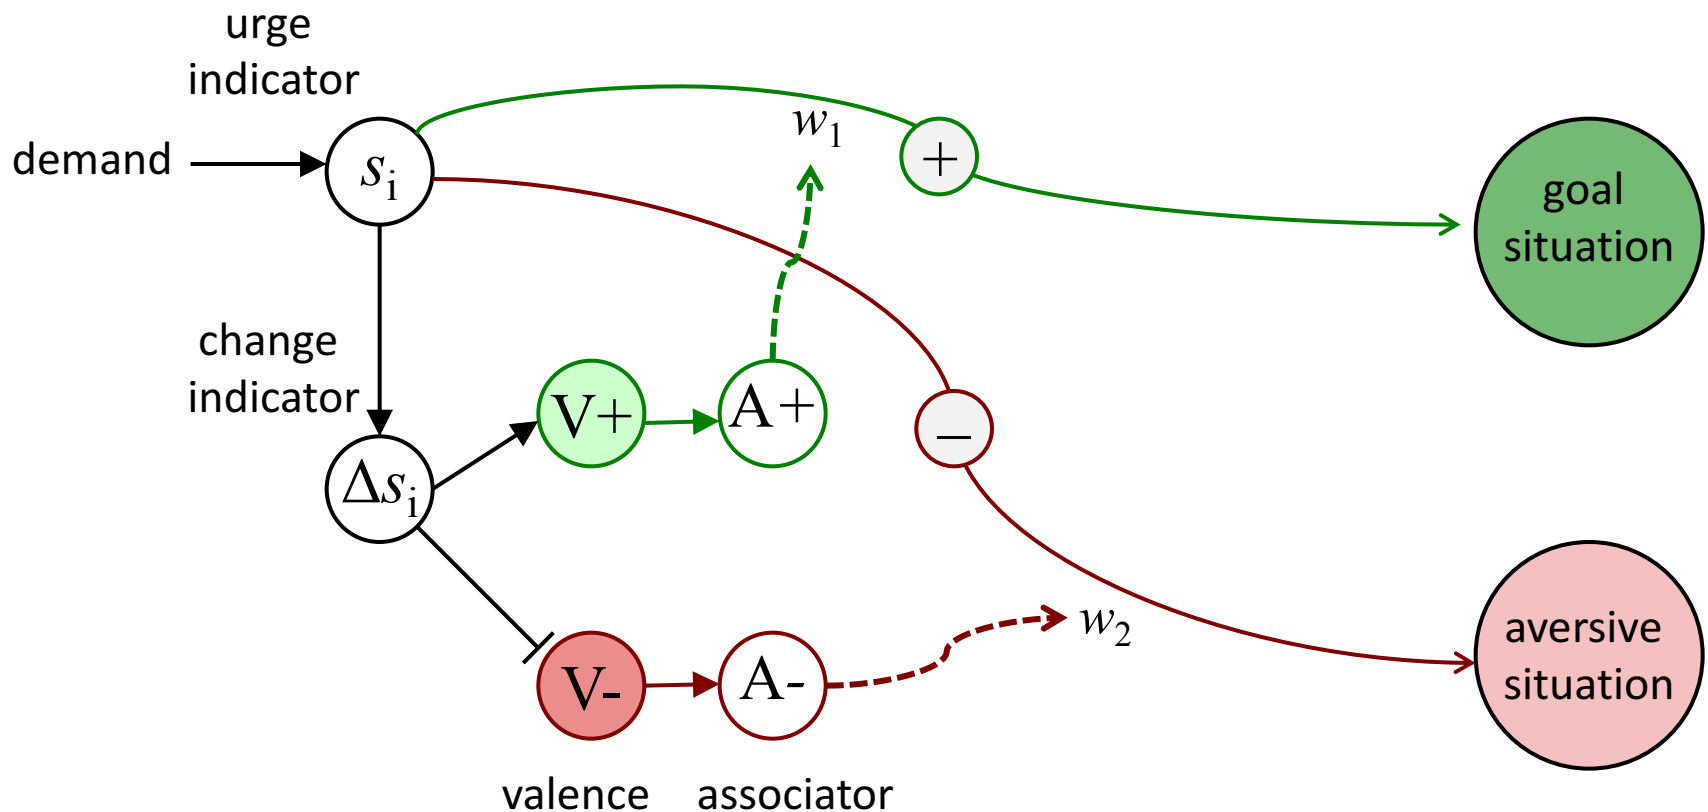 urge
indicator
demand
sᵢ
w₁
+
goal
situation
change
indicator
V+
A+
–
Δsᵢ
w₂
aversive
situation
V-
A-
valence
associator